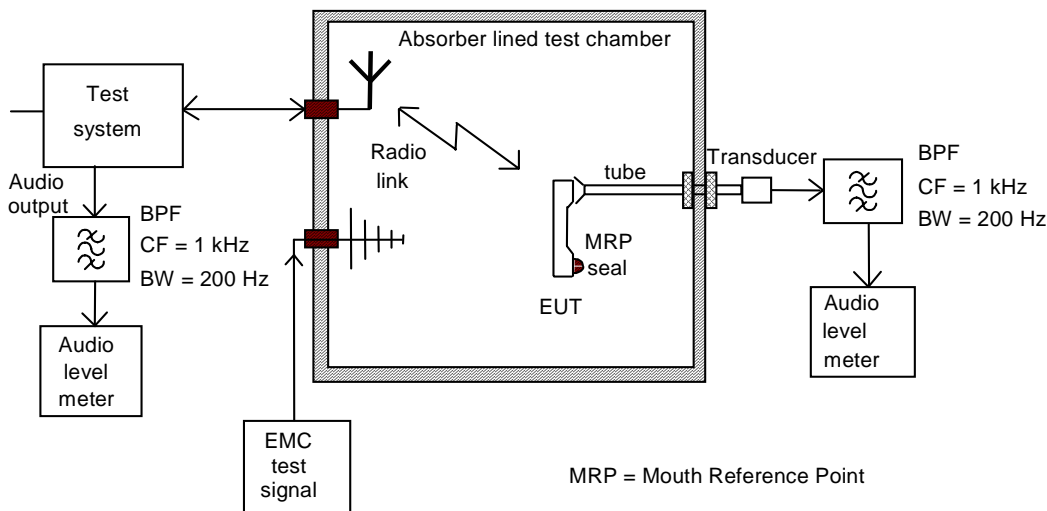 Absorber lined test chamber
Test
system
Radio
link
Audio
output
BPF
CF = 1 kHz
BW = 200 Hz
Audio
level
meter
EMC
test
signal
tube
MRP
seal
EUT
Transducer
BPF
CF = 1 kHz
BW = 200 Hz
Audio
level
meter
MRP = Mouth Reference Point